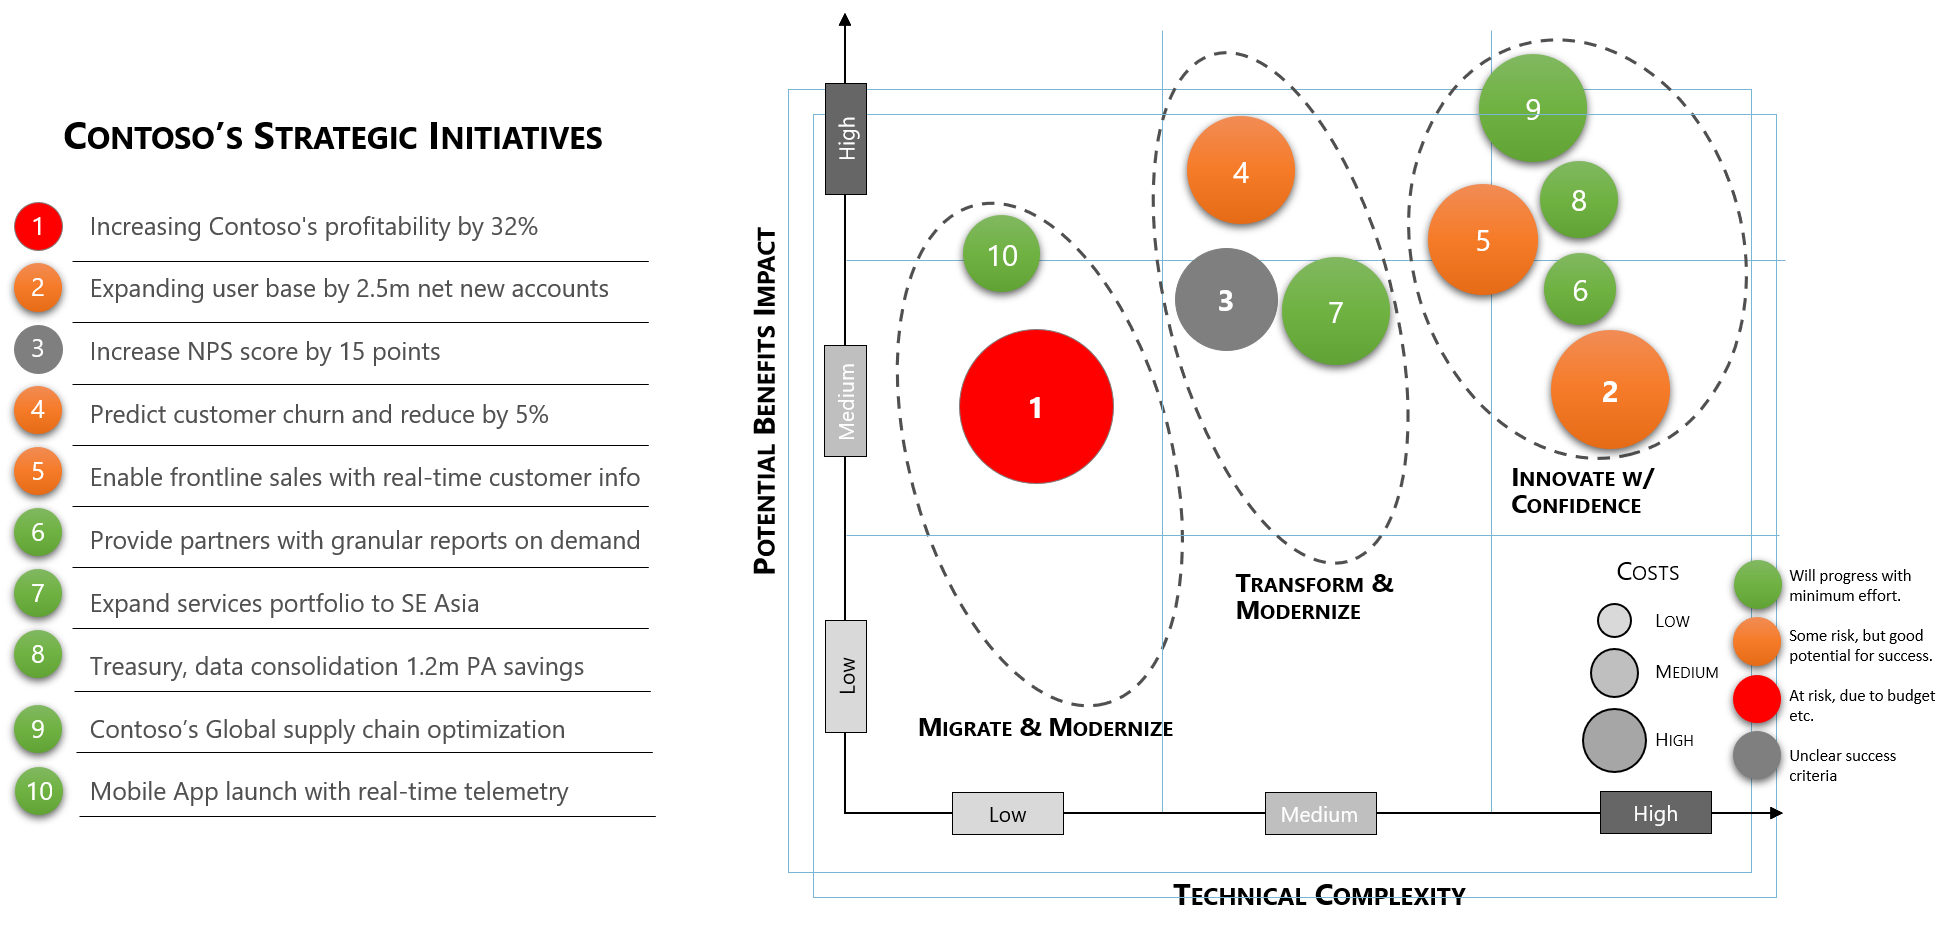 CONTOSO’S STRATEGIC INITIATIVES
1 Increasing Contoso's profitability by 32%
2 Expanding user base by 2.5m net new accounts
3 Increase NPS score by 15 points
4 Predict customer churn and reduce by 5%
5 Enable frontline sales with real-time customer info
6 Provide partners with granular reports on demand
7 Expand services portfolio to SE Asia
8 Treasury, data consolidation 1.2m PA savings
9 Contoso’s Global supply chain optimization
10 Mobile App launch with real-time telemetry
POTENTIAL BENEFITS IMPACT
High
Medium
Low
9
4
8
5
10
6
3
7
2
1
INNOVATE W/
CONFIDENCE
TRANSFORM &
MODERNIZE
MIGRATE & MODERNIZE
COSTS
LOW
MEDIUM
HIGH
Will progress with
minimum effort.
Some risk, but good
potential for success.
At risk, due to budget
etc.
Unclear success
criteria
Low
Medium
High
TECHNICAL COMPLEXITY